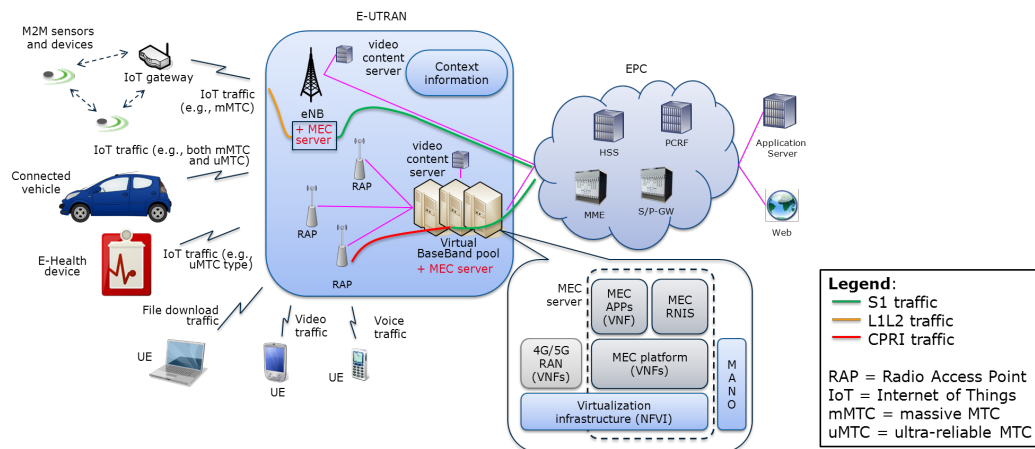 E-UTRAN
M2M sensors
and devices
IoT gateway
IoT traffic
(e.g., mMTC)
video
content
server
Context
information
eNB
+ MEC
server
EPC
HSS
PCRF
MME
S/P-GW
Application
Server
Web
IoT traffic (e.g., both mMTC
and uMTC)
Connected
vehicle
RAP
RAP
RAP
video
content
server
Virtual
BaseBand pool
+ MEC server
E-Health
device
IoT traffic (e.g.,
uMTC type)
File download
traffic
Video
traffic
Voice
traffic
UE
UE
UE
MEC
server
MEC
APPs
(VNF)
MEC
RNIS
4G/5G
RAN
(VNFs)
MEC platform
(VNFs)
Virtualization
infrastructure (NFVI)
M
A
N
O
Legend:
S1 traffic
L1L2 traffic
CPRI traffic
RAP = Radio Access Point
IoT = Internet of Things
mMTC = massive MTC
uMTC = ultra-reliable MTC